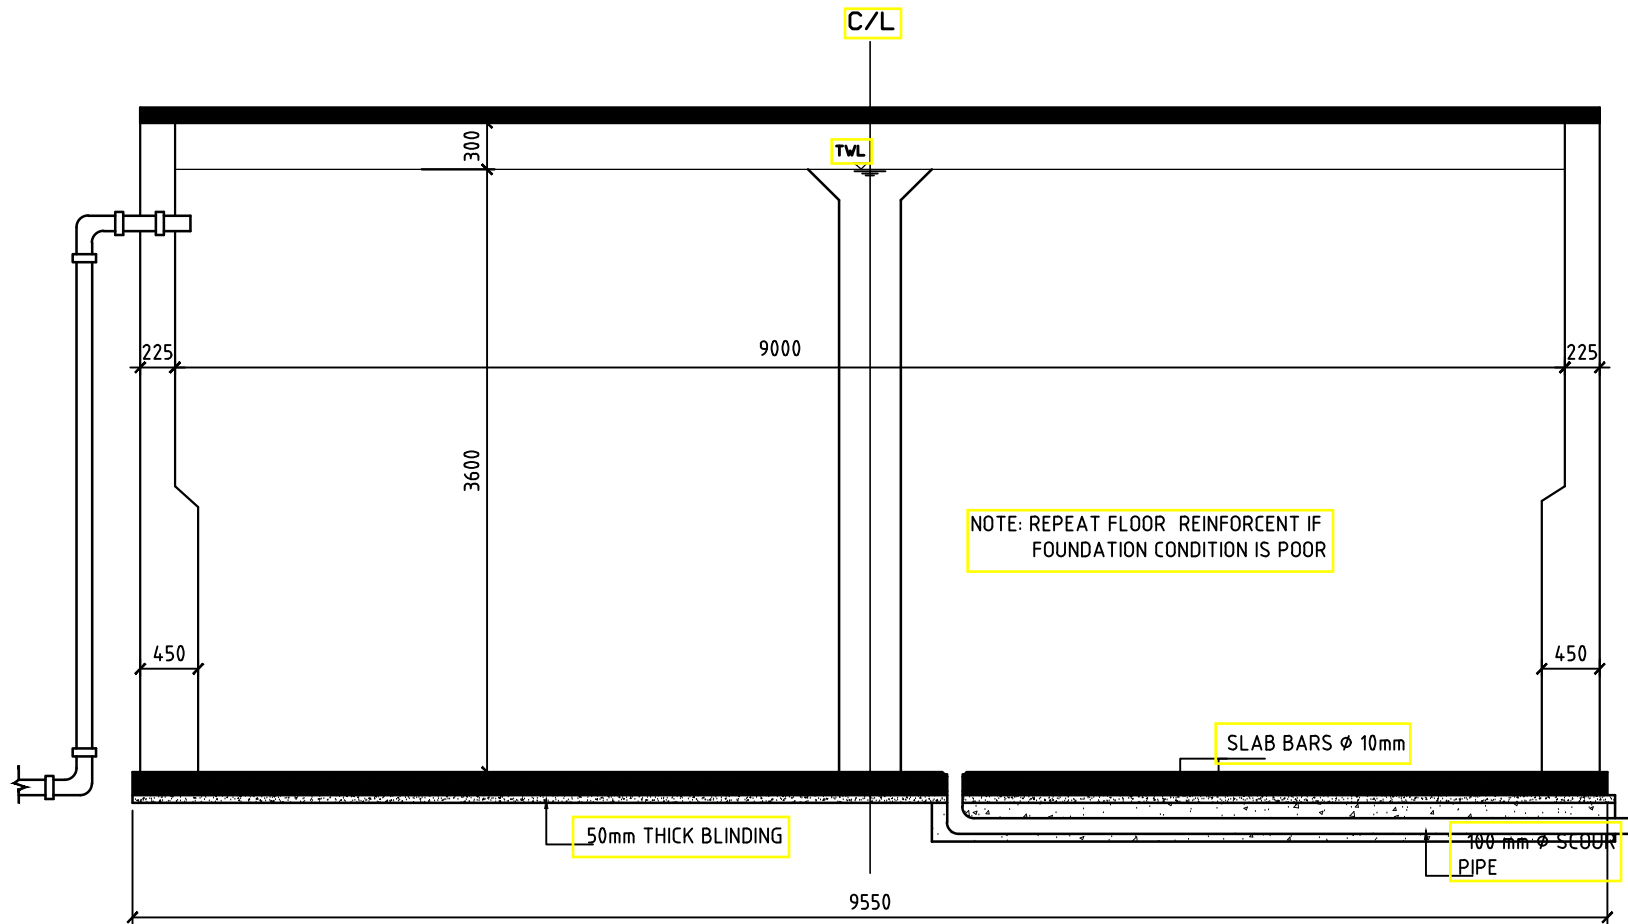 C/L
300
TWL
225
9000
225
3600
NOTE: REPEAT FLOOR REINFORCENT IF
FOUNDATION CONDITION IS POOR
450
450
SLAB BARS Φ 10mm
50mm THICK BLINDING
100 mm Φ SCOUR
PIPE
9550